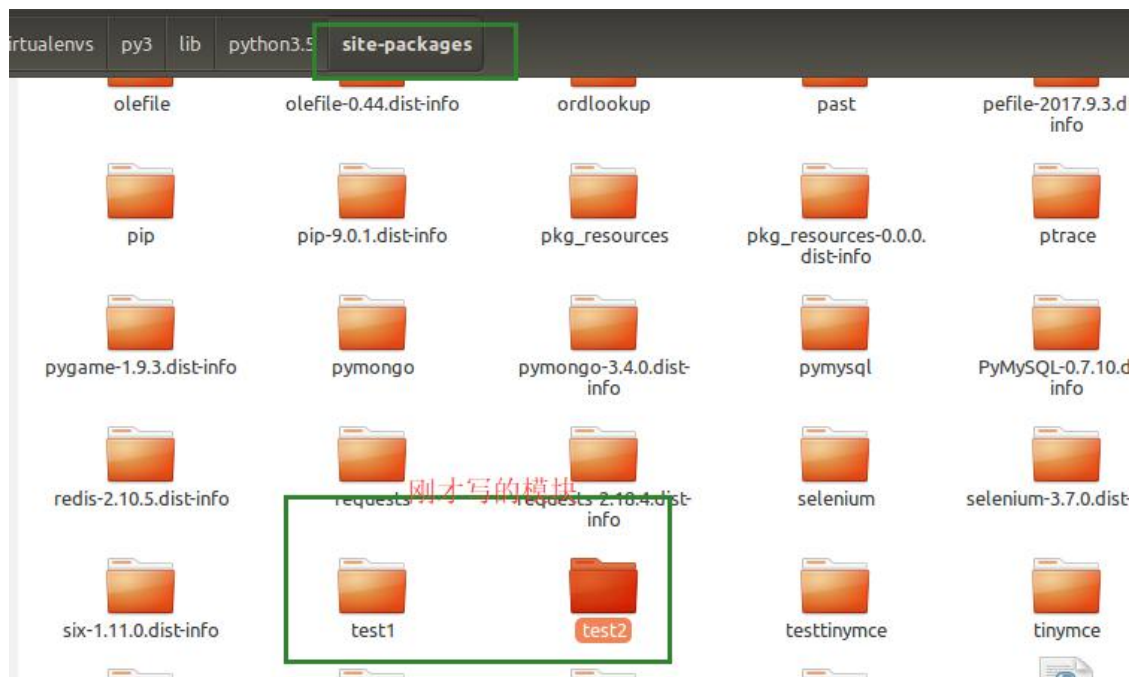 irtualenvs py3 lib python3.5 site-packages
olefile olefile-0.44.dist-info ordlookup past pefile-2017.9.3.d
info
pip pip-9.0.1.dist-info pkg_resources pkg_resources-0.0.0. ptrace
dist-info
pygame-1.9.3.dist-info pymongo pymongo-3.4.0.dist- pymysql PyMySQL-0.7.10.d
info info
刚才写的模块
redis-2.10.5.dist-info requests requests-2.18.4.dist- selenium selenium-3.7.0.dist-
info
six-1.11.0.dist-info test1 test2 testtinymce tinymce